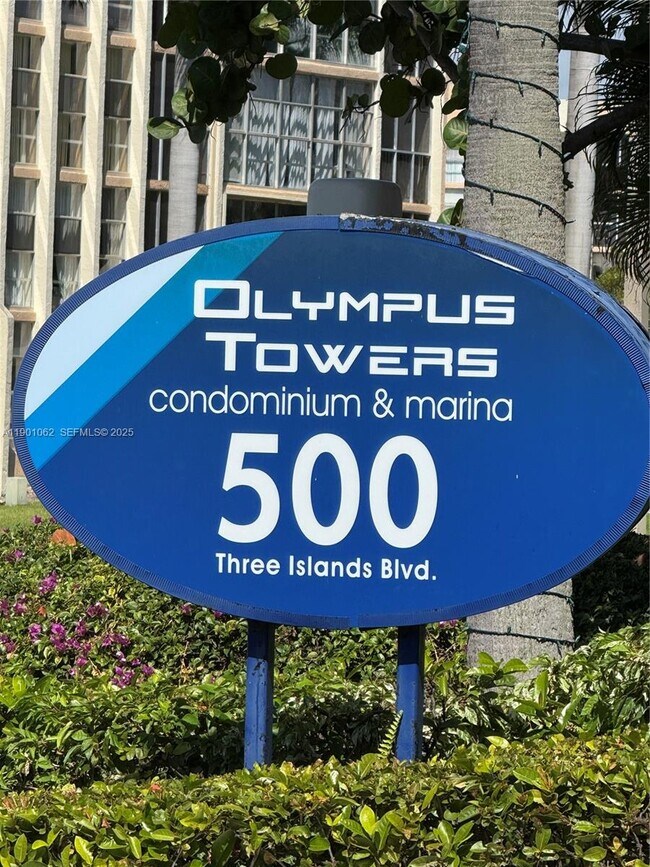 OLYMPUS
TOWERS
condominium & marina
A11901062 SEFMLS© 2025
500
Three Islands Blvd.